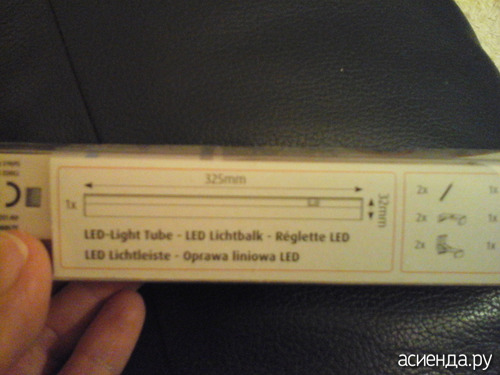 325mm
1x
32mm
LED-Light Tube - LED Lichtbalk - Réglette LED
LED Lichtleiste - Oprawa liniowa LED
2x 1x
2x 1x
2x 1x
CE
асиенда.ру